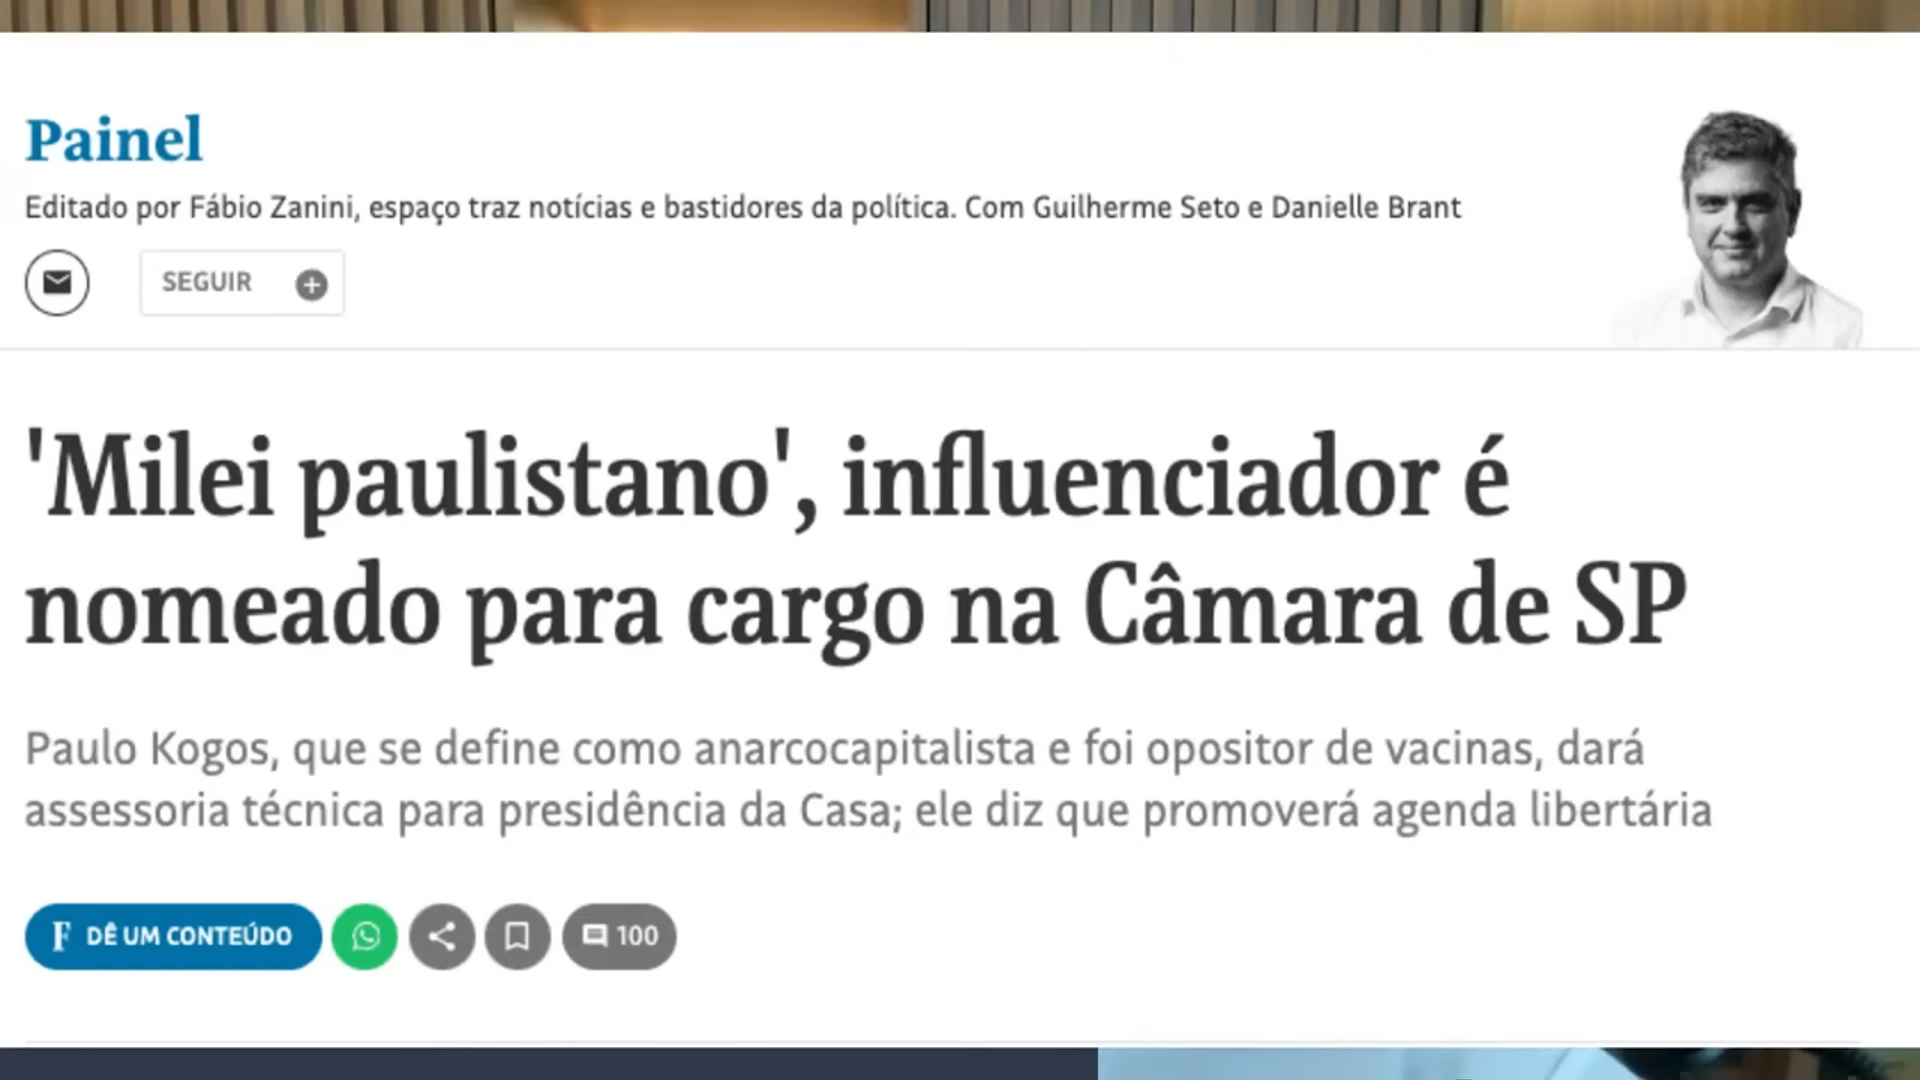 Painel
Editado por Fábio Zanini, espaço traz notícias e bastidores da política. Com Guilherme Seto e Danielle Brant
SEGUIR
'Milei paulistano', influenciador é
nomeado para cargo na Câmara de SP
Paulo Kogos, que se define como anarcocapitalista e foi opositor de vacinas, dará
assessoria técnica para presidência da Casa; ele diz que promoverá agenda libertária
F DÊ UM CONTEÚDO 100